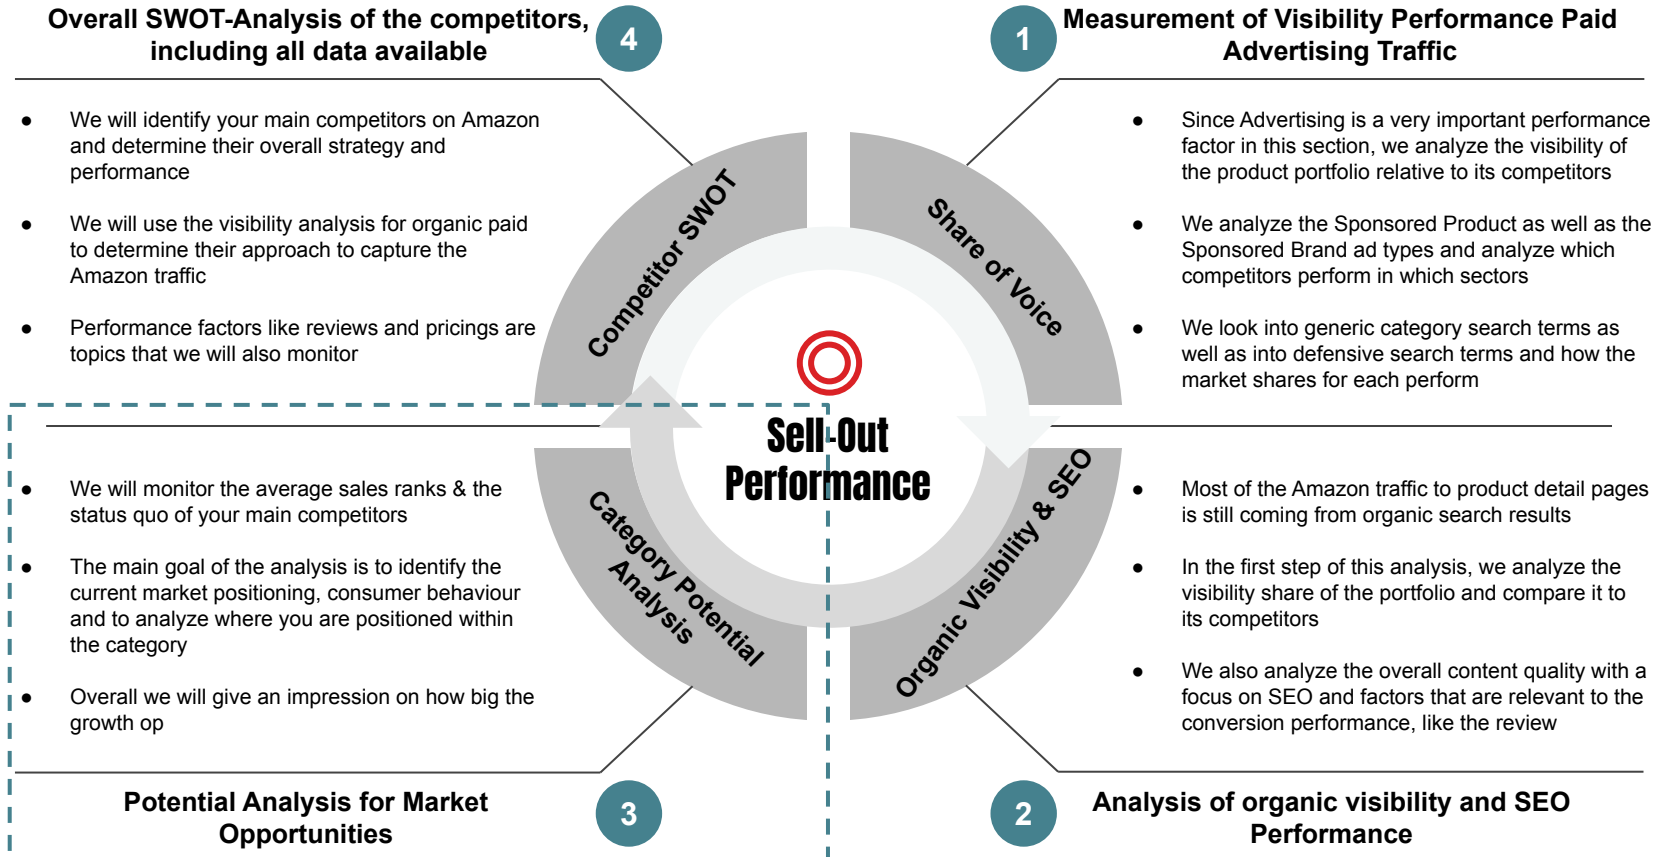 Overall SWOT-Analysis of the competitors,
including all data available
4
● We will identify your main competitors on Amazon
and determine their overall strategy and
performance
● We will use the visibility analysis for organic paid
to determine their approach to capture the
Amazon traffic
● Performance factors like reviews and pricings are
topics that we will also monitor
1
Measurement of Visibility Performance Paid
Advertising Traffic
● Since Advertising is a very important performance
factor in this section, we analyze the visibility of
the product portfolio relative to its competitors
● We analyze the Sponsored Product as well as the
Sponsored Brand ad types and analyze which
competitors perform in which sectors
● We look into generic category search terms as
well as into defensive search terms and how the
market shares for each perform
Competitor SWOT
Share of Voice
Sell-Out
Performance
Category Potential
Analysis
Organic Visibility & SEO
● We will monitor the average sales ranks & the
status quo of your main competitors
● The main goal of the analysis is to identify the
current market positioning, consumer behaviour
and to analyze where you are positioned within
the category
● Overall we will give an impression on how big the
growth op
Potential Analysis for Market
Opportunities
3
● Most of the Amazon traffic to product detail pages
is still coming from organic search results
● In the first step of this analysis, we analyze the
visibility share of the portfolio and compare it to
its competitors
● We also analyze the overall content quality with a
focus on SEO and factors that are relevant to the
conversion performance, like the review
2
Analysis of organic visibility and SEO
Performance